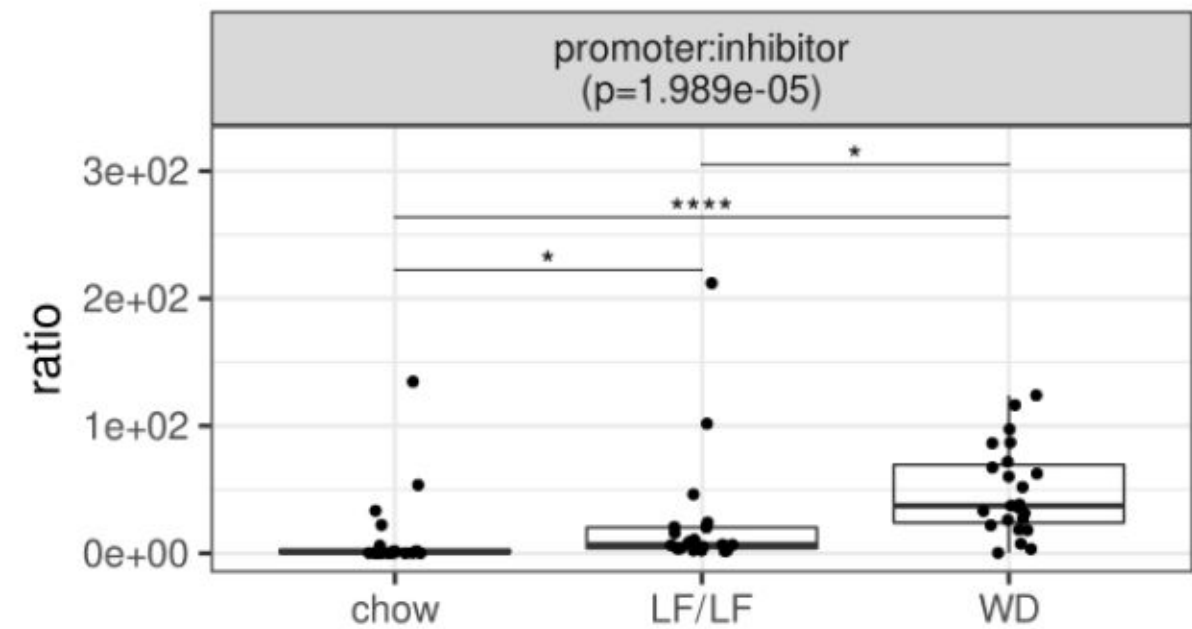 promoter:inhibitor
(p=1.989e-05)
ratio
3e+02
2e+02
1e+02
0e+00
*
****
*
chow
LF/LF
WD